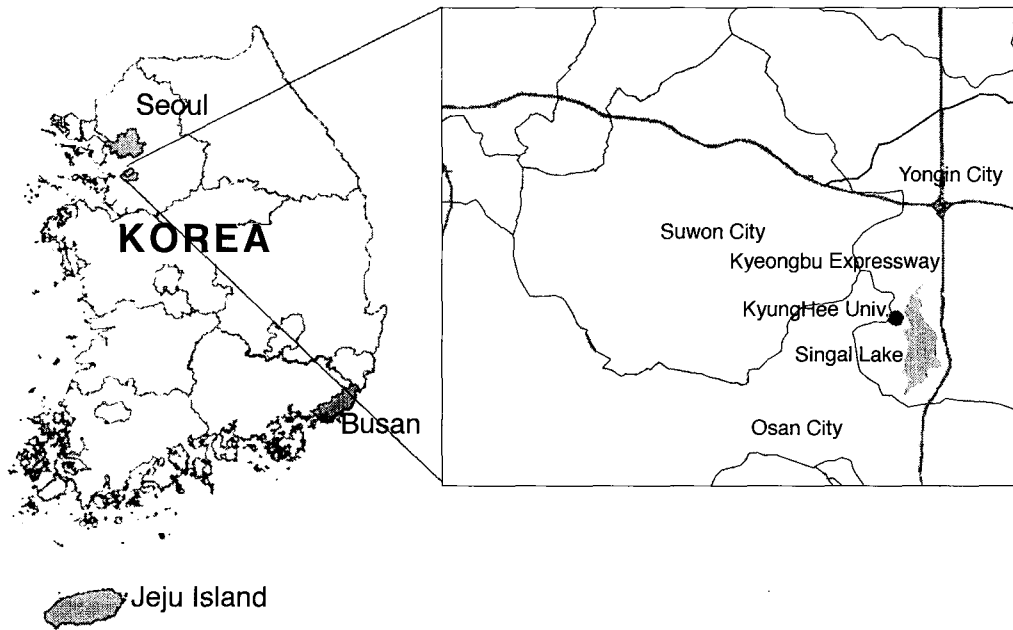 Seoul
KOREA
Busan
Jeju Island
Yongin City
Suwon City
Kyeongbu Expressway
KyungHee Univ.
Singal Lake
Osan City